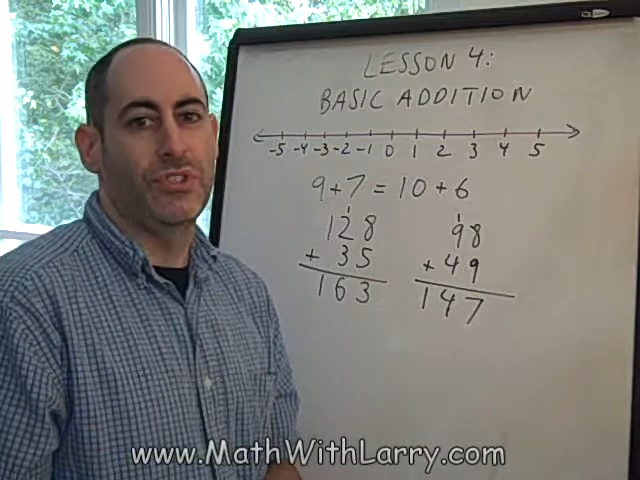 LESSON 4:
BASIC ADDITION
-5 -4 -3 -2 -1 0 1 2 3 4 5
9+7 = 10+6
1 1
128 98
+ 35 + 49
163 147
www.MathWithLarry.com